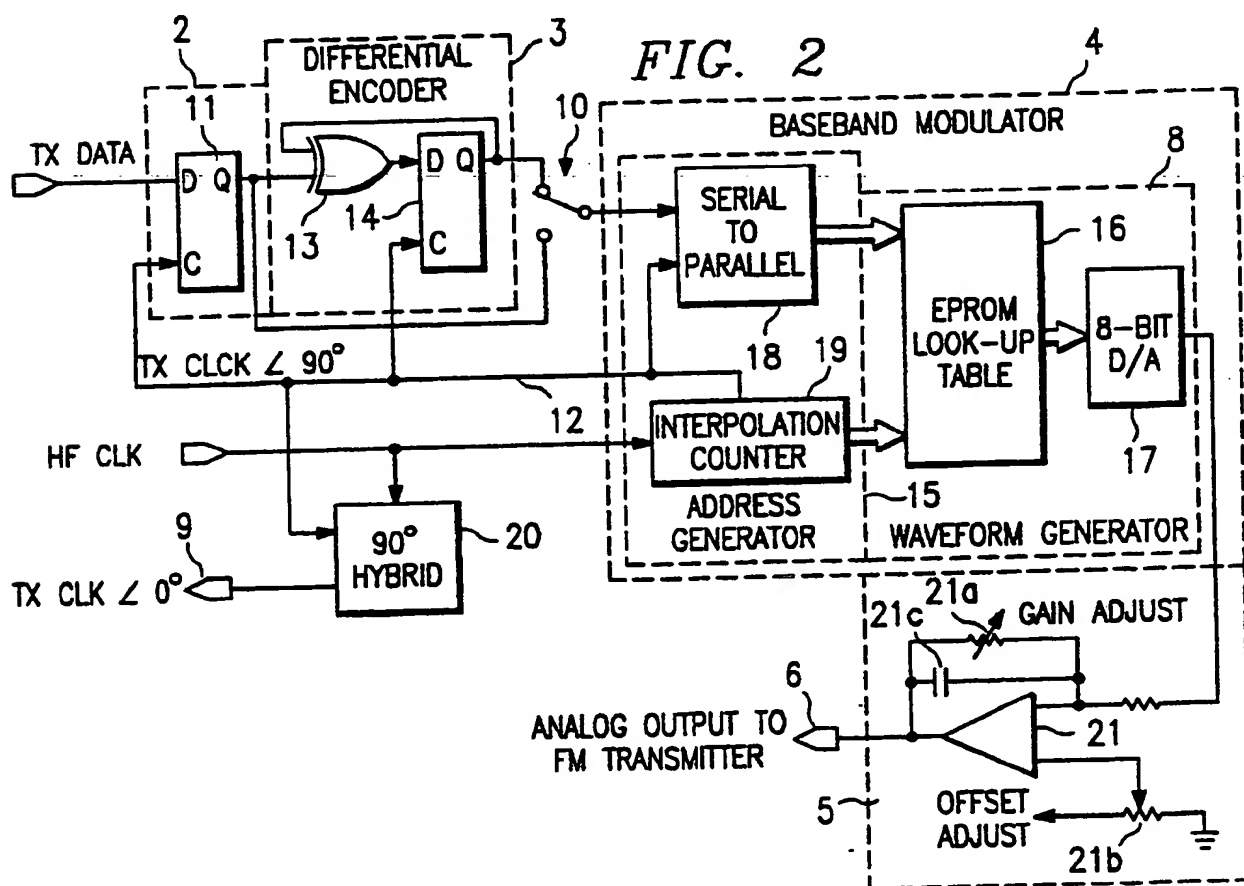 FIG. 2
2
3
4
DIFFERENTIAL
ENCODER
BASEBAND MODULATOR
11
10
8
TX DATA
D Q
C
13
14
D Q
C
SERIAL
TO
PARALLEL
18
16
EPROM
LOOK-UP
TABLE
8-BIT
D/A
17
TX CLCK ∠ 90°
12
19
INTERPOLATION
COUNTER
HF CLK
ADDRESS
GENERATOR
15
WAVEFORM GENERATOR
9
90°
HYBRID
20
TX CLK ∠ 0°
21a
GAIN ADJUST
21c
6
ANALOG OUTPUT TO
FM TRANSMITTER
21
5
OFFSET
ADJUST
21b